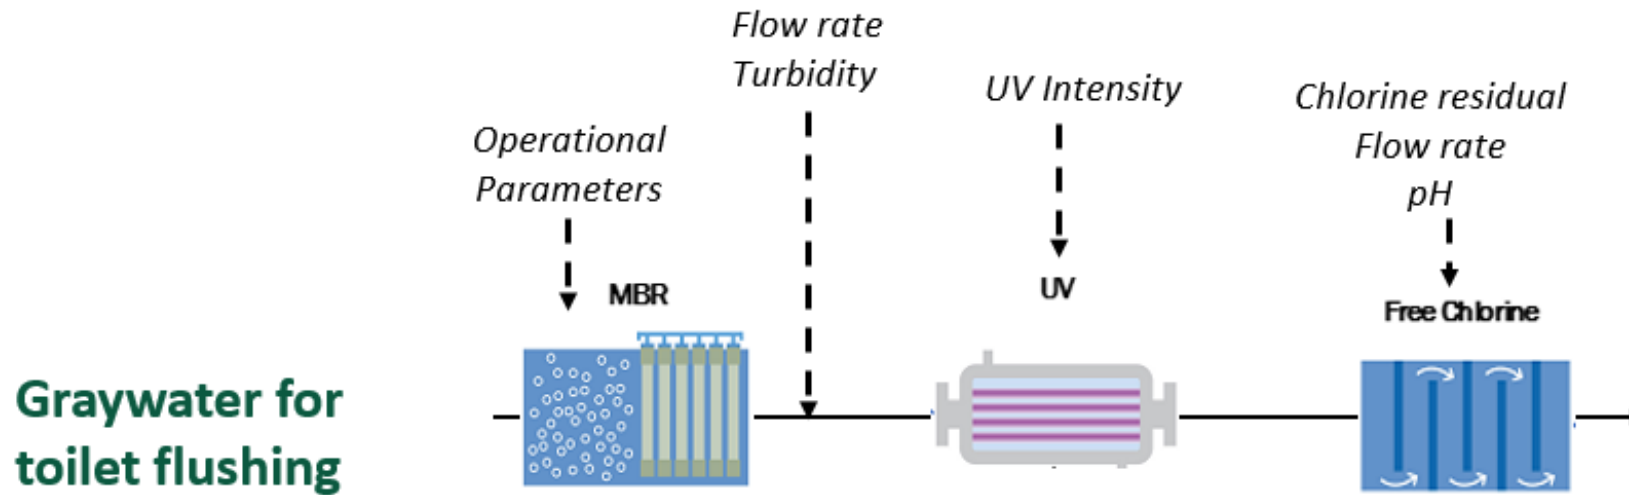 Flow rate
Turbidity
UV Intensity
Chlorine residual
Flow rate
pH
Operational
Parameters
MBR
UV
Free Chlorine
Graywater for
toilet flushing